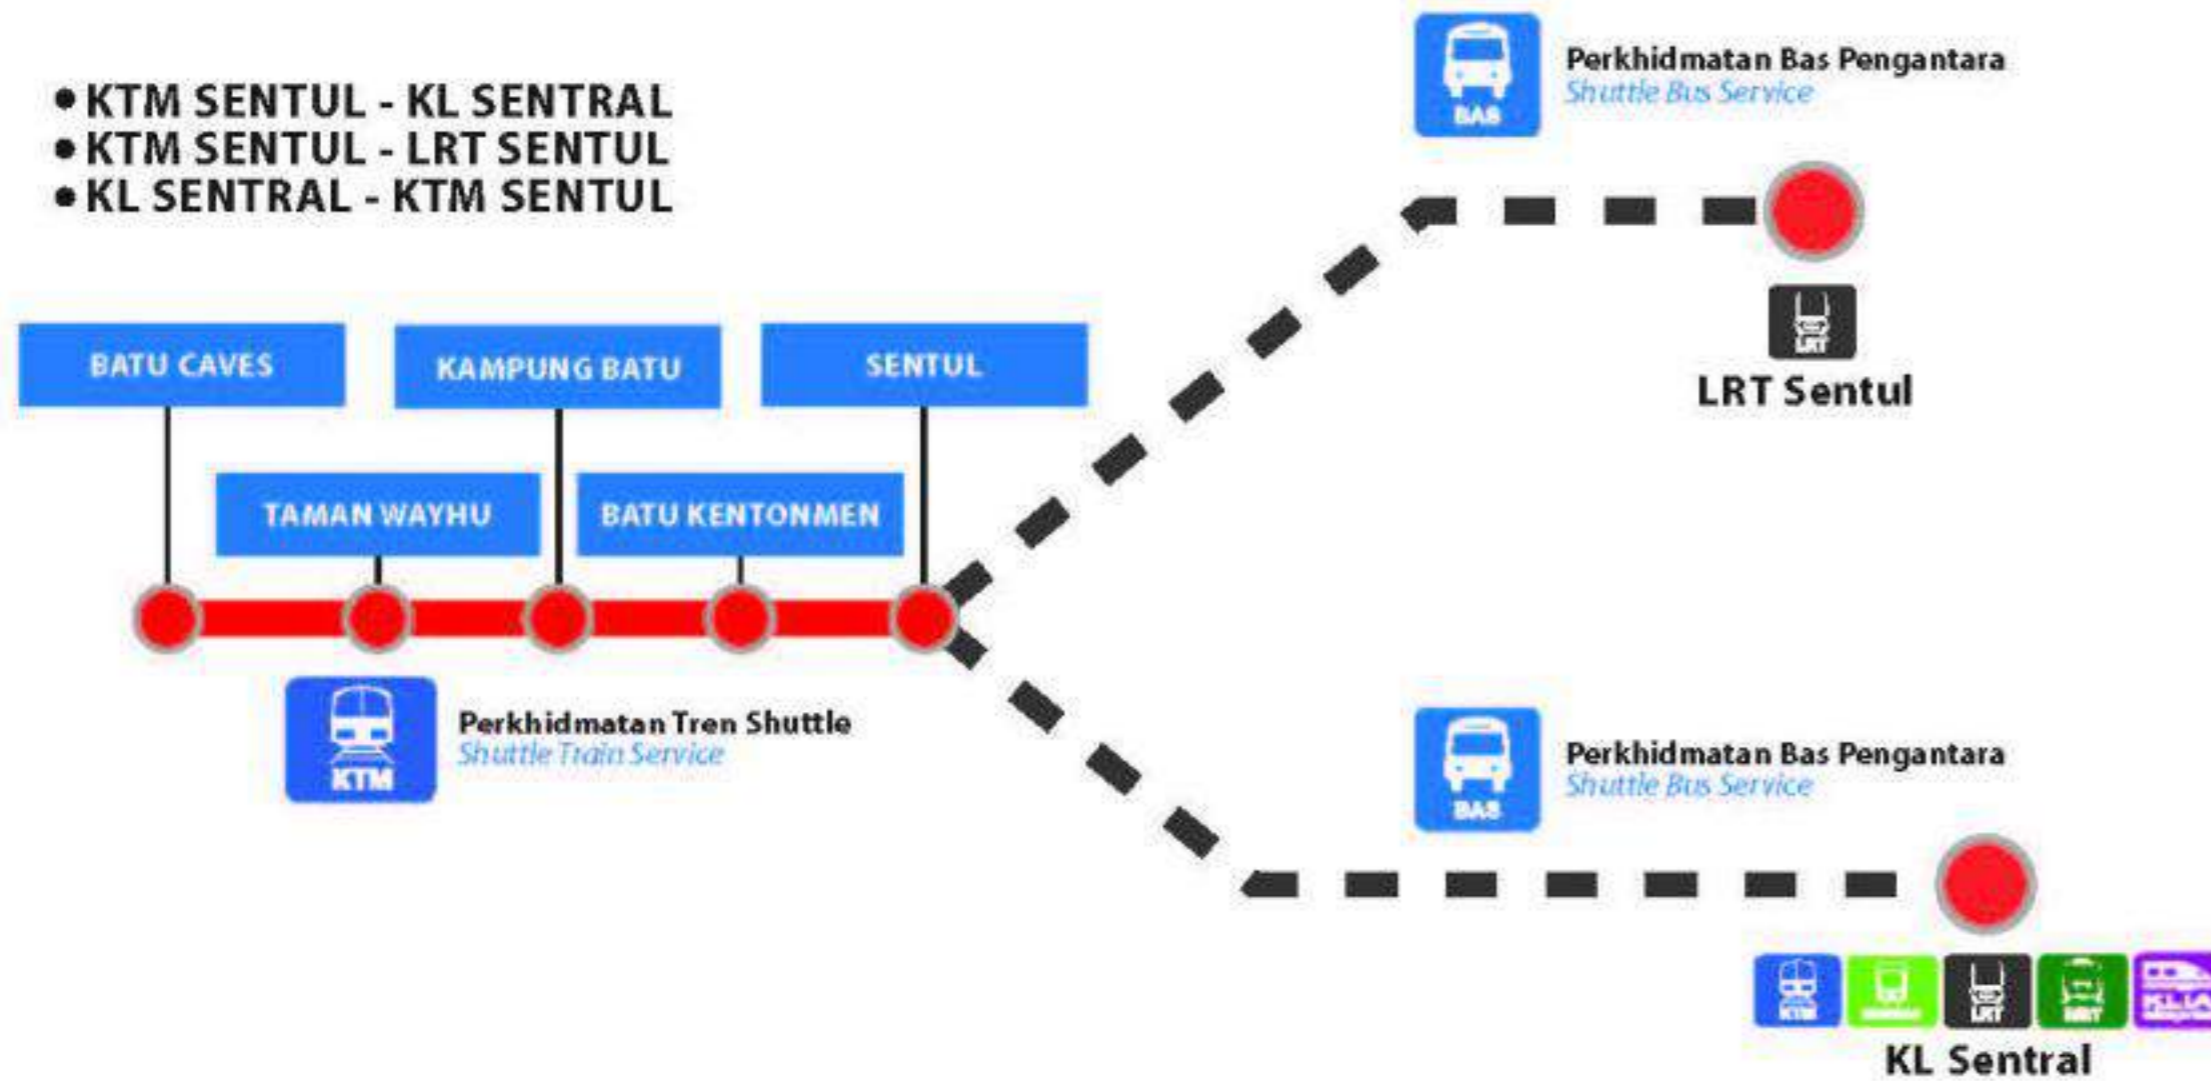 • KTM SENTUL - KL SENTRAL
• KTM SENTUL - LRT SENTUL
• KL SENTRAL - KTM SENTUL
BAS
Perkhidmatan Bas Pengantara
Shuttle Bus Service
LRT
LRT Sentul
BATU CAVES
KAMPUNG BATU
SENTUL
TAMAN WAYHU
BATU KENTONMEN
KTM
Perkhidmatan Tren Shuttle
Shuttle Train Service
BAS
Perkhidmatan Bas Pengantara
Shuttle Bus Service
KTM
LRT
MRT
KLIA
KL Sentral